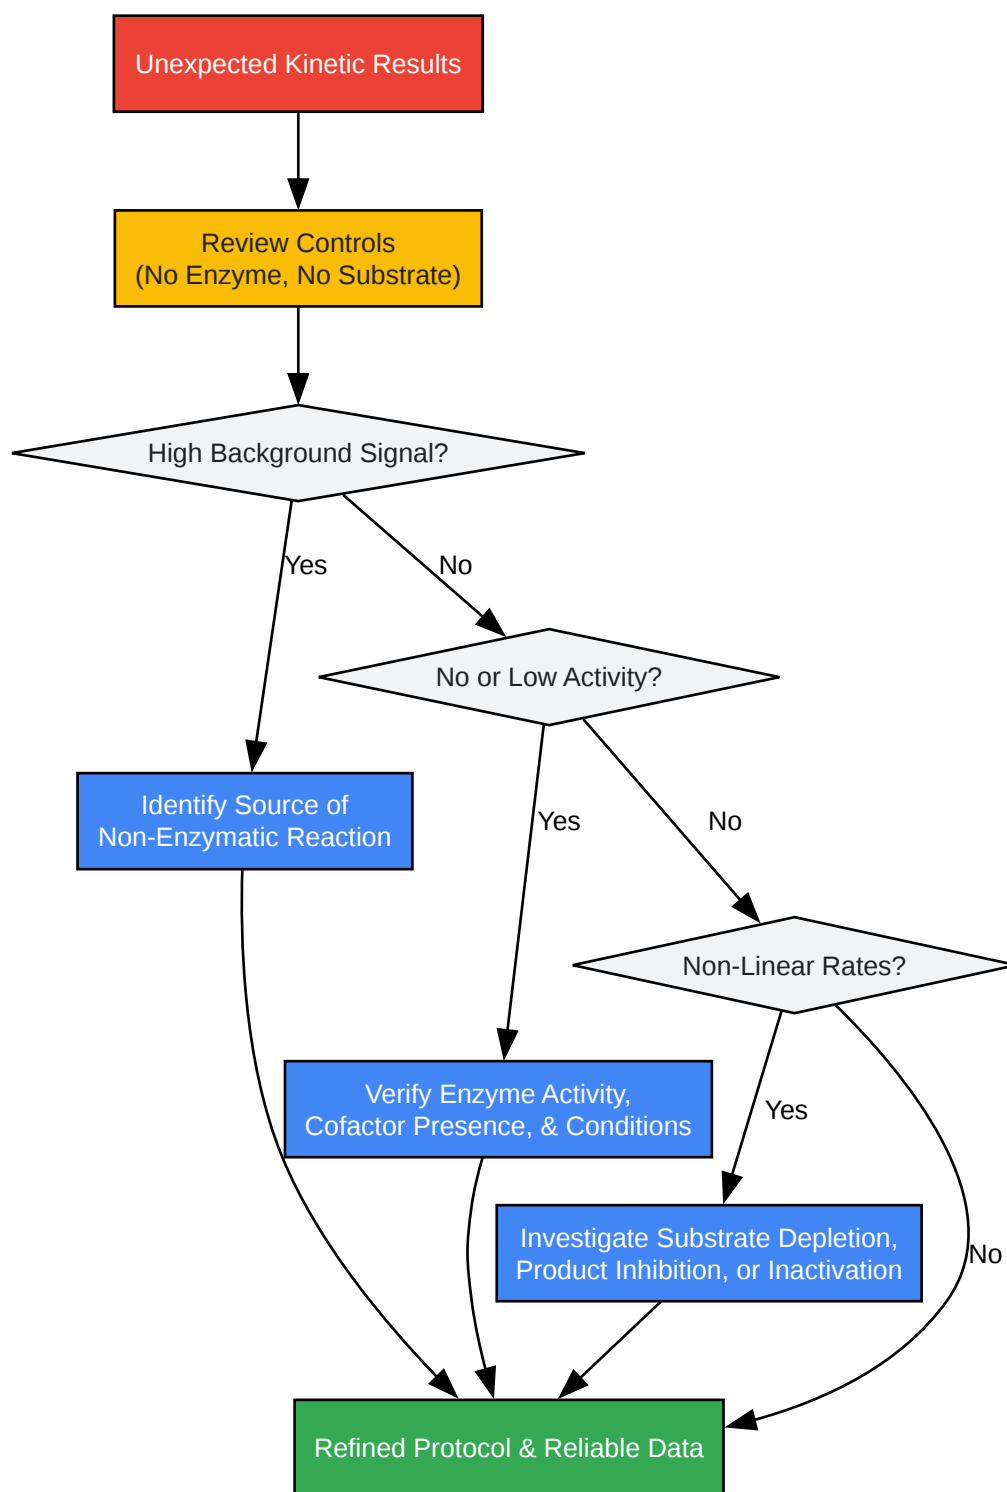 Unexpected Kinetic Results
Review Controls
(No Enzyme, No Substrate)
High Background Signal?
Yes
No
No or Low Activity?
Identify Source of
Non-Enzymatic Reaction
Yes
No
Non-Linear Rates?
Verify Enzyme Activity,
Cofactor Presence, & Conditions
Yes
Investigate Substrate Depletion,
Product Inhibition, or Inactivation
No
Refined Protocol & Reliable Data